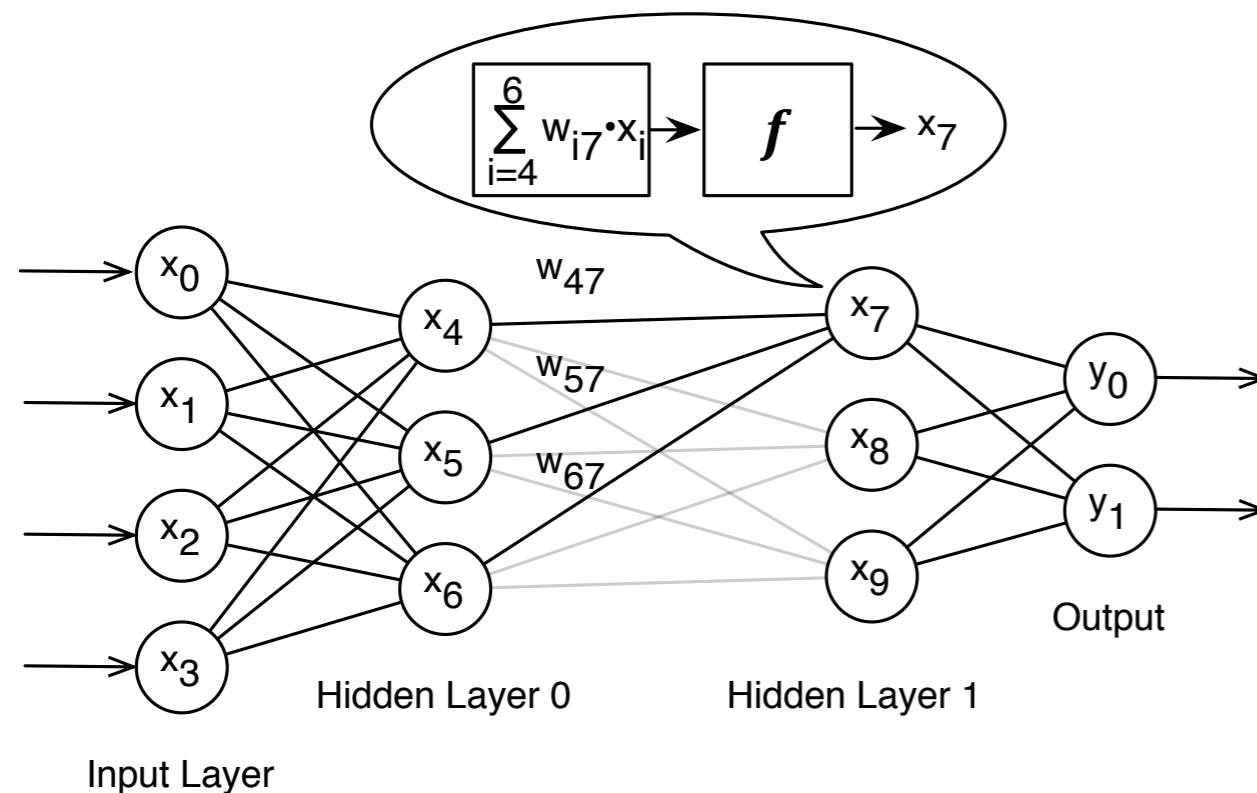 6
∑ w_i7•x_i
i=4
f
x_7
w_47
w_57
w_67
x_0
x_1
x_2
x_3
x_4
x_5
x_6
x_7
x_8
x_9
y_0
y_1
Output
Hidden Layer 0
Hidden Layer 1
Input Layer